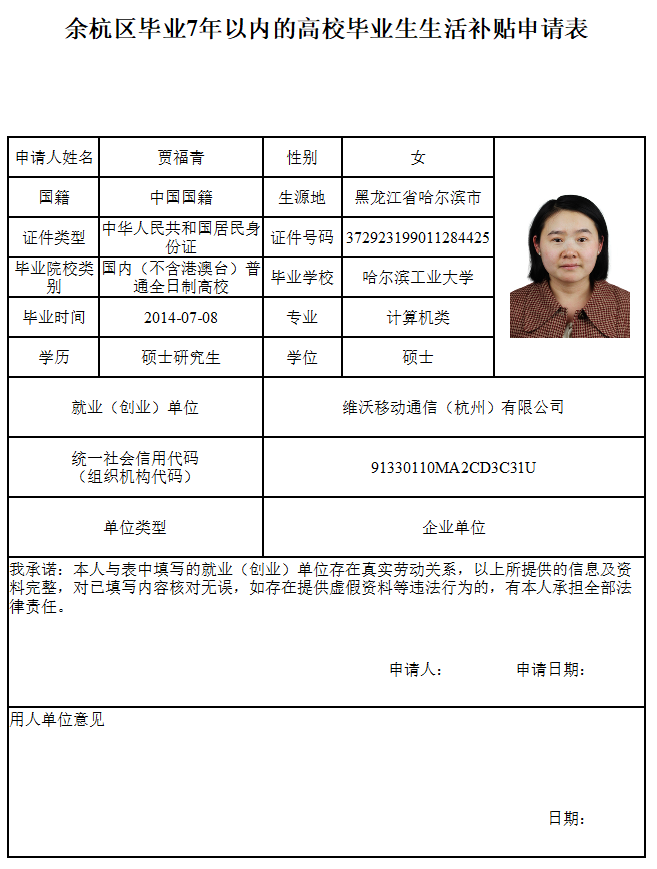 余杭区毕业7年以内的高校毕业生生活补贴申请表
申请人姓名 贾福青 性别 女
国籍 中国国籍 生源地 黑龙江省哈尔滨市
证件类型 中华人民共和国居民身
份证 证件号码 372923199011284425
毕业院校类
别 国内（不含港澳台）普
通全日制高校 毕业学校 哈尔滨工业大学
毕业时间 2014-07-08 专业 计算机类
学历 硕士研究生 学位 硕士
就业（创业）单位 维沃移动通信（杭州）有限公司
统一社会信用代码
（组织机构代码） 91330110MA2CD3C31U
单位类型 企业单位
我承诺：本人与表中填写的就业（创业）单位存在真实劳动关系，以上所提供的信息及资
料完整，对已填写内容核对无误，如存在提供虚假资料等违法行为的，有本人承担全部法
律责任。
申请人： 申请日期：
用人单位意见
日期：